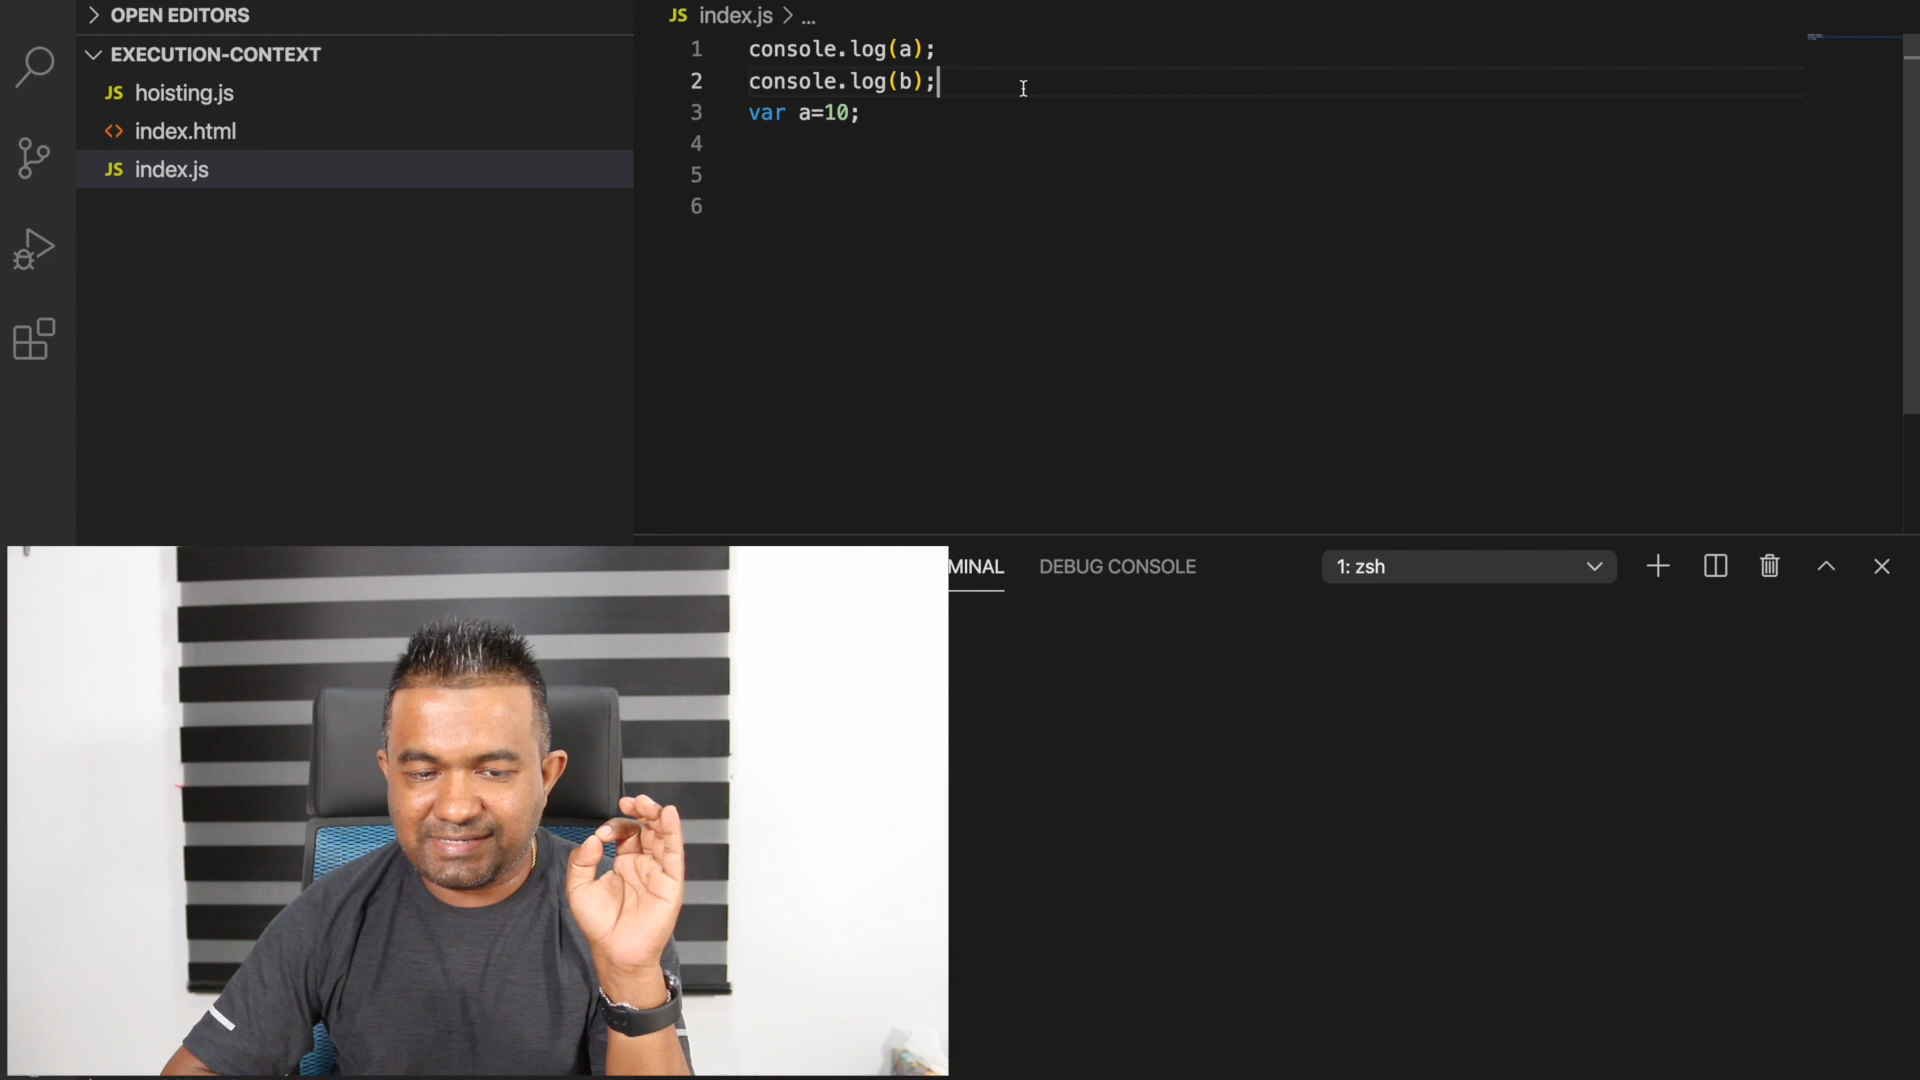 OPEN EDITORS
EXECUTION-CONTEXT
JS hoisting.js
<> index.html
JS index.js
JS index.js > ...
1 console.log(a);
2 console.log(b);
3 var a=10;
4
5
6
MINAL
DEBUG CONSOLE
1: zsh